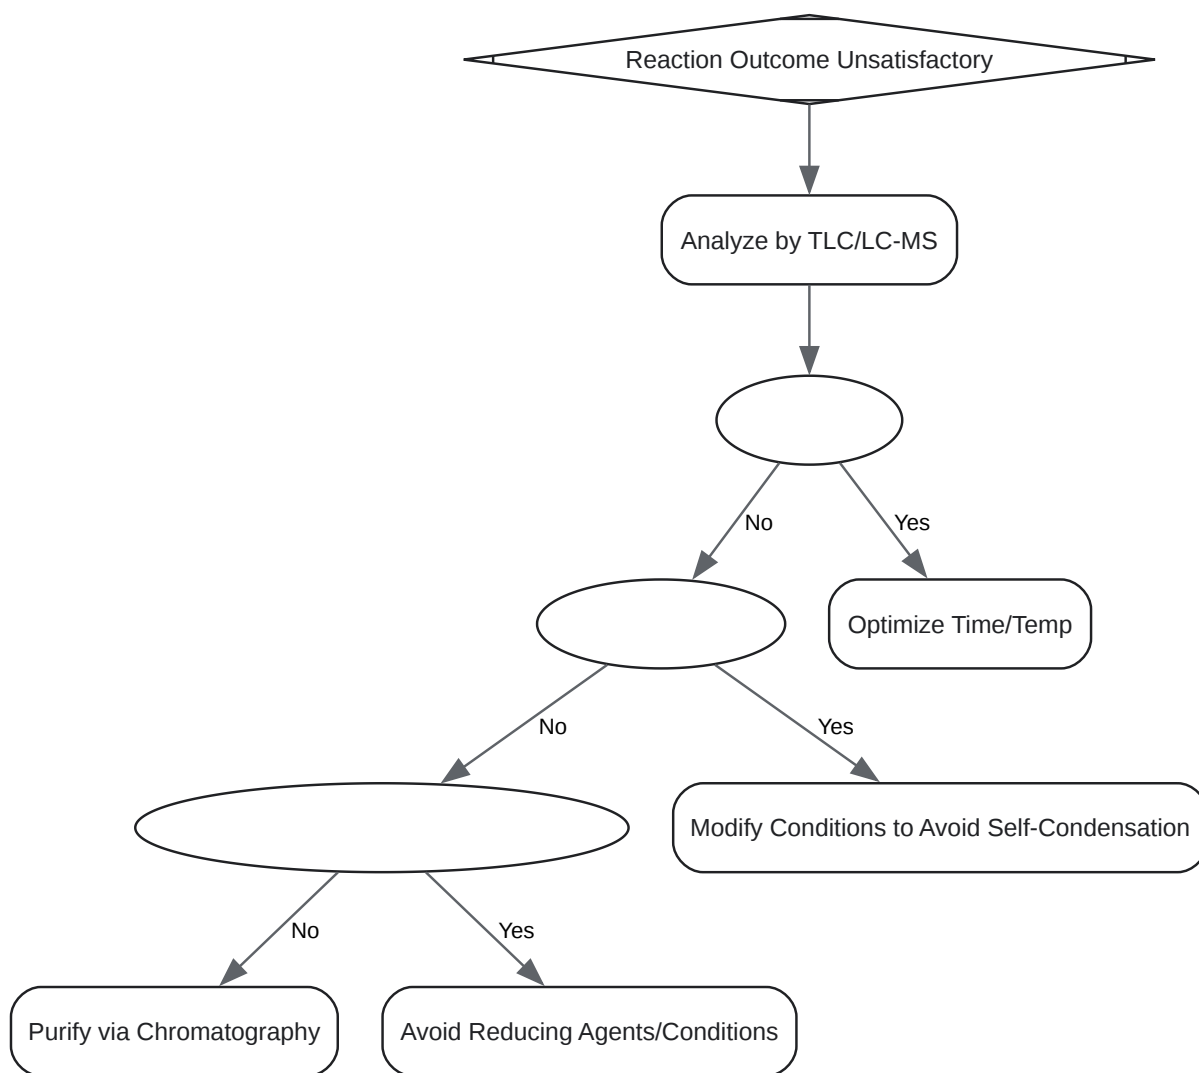 Reaction Outcome Unsatisfactory
Analyze by TLC/LC-MS
No
Yes
Optimize Time/Temp
No
Yes
Modify Conditions to Avoid Self-Condensation
No
Yes
Purify via Chromatography
Avoid Reducing Agents/Conditions